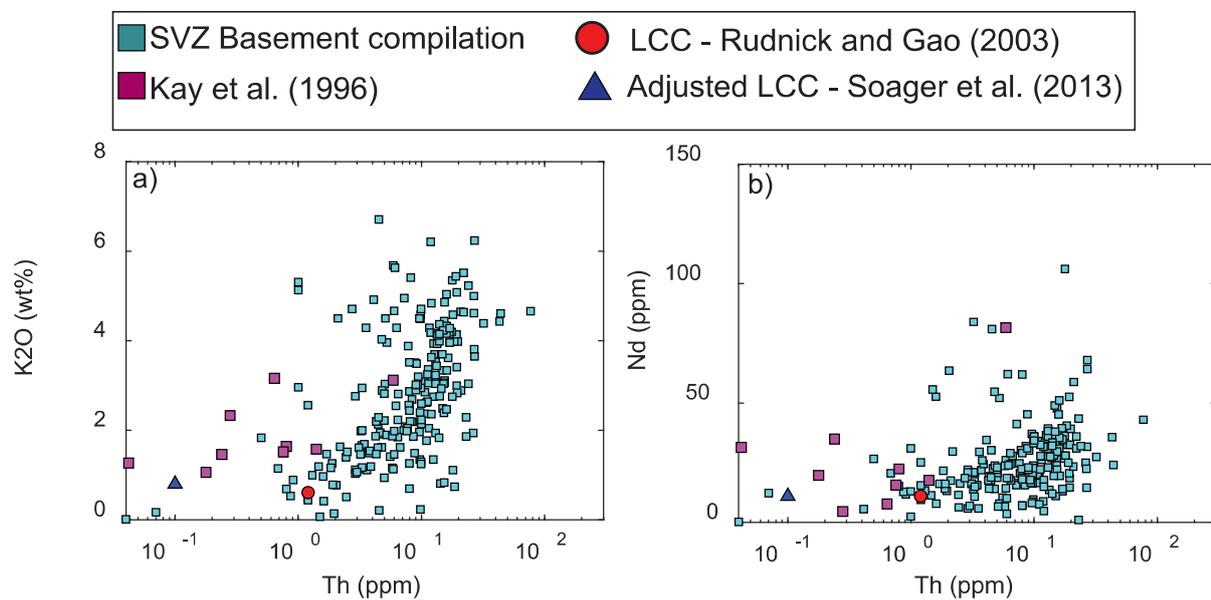 SVZ Basement compilation
LCC - Rudnick and Gao (2003)
Kay et al. (1996)
Adjusted LCC - Soager et al. (2013)
a)
8
6
4
2
0
K2O (wt%)
10 -1
10 0
10 1
10 2
Th (ppm)
b)
150
100
50
0
Nd (ppm)
10 -1
10 0
10 1
10 2
Th (ppm)